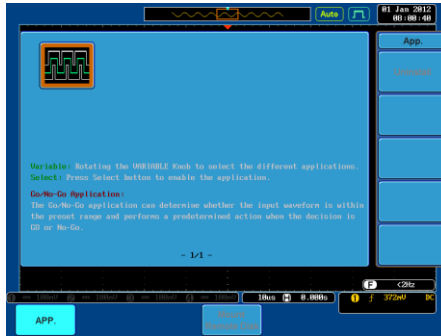 Auto
01 Jan 2012
08:00:40
App.
Variable: Rotating the VARIABLE Knob to select the different applications.
Select: Press Select button to enable the application.
Go/No-Go Application:
The Go/No-Go application can determine whether the input waveform is within
the preset range and performs a predetermined action when the decision is
GO or No-Go.
- 1/1 -
F <2Hz
10us H 0.000s
1 f 372mV DC
APP.